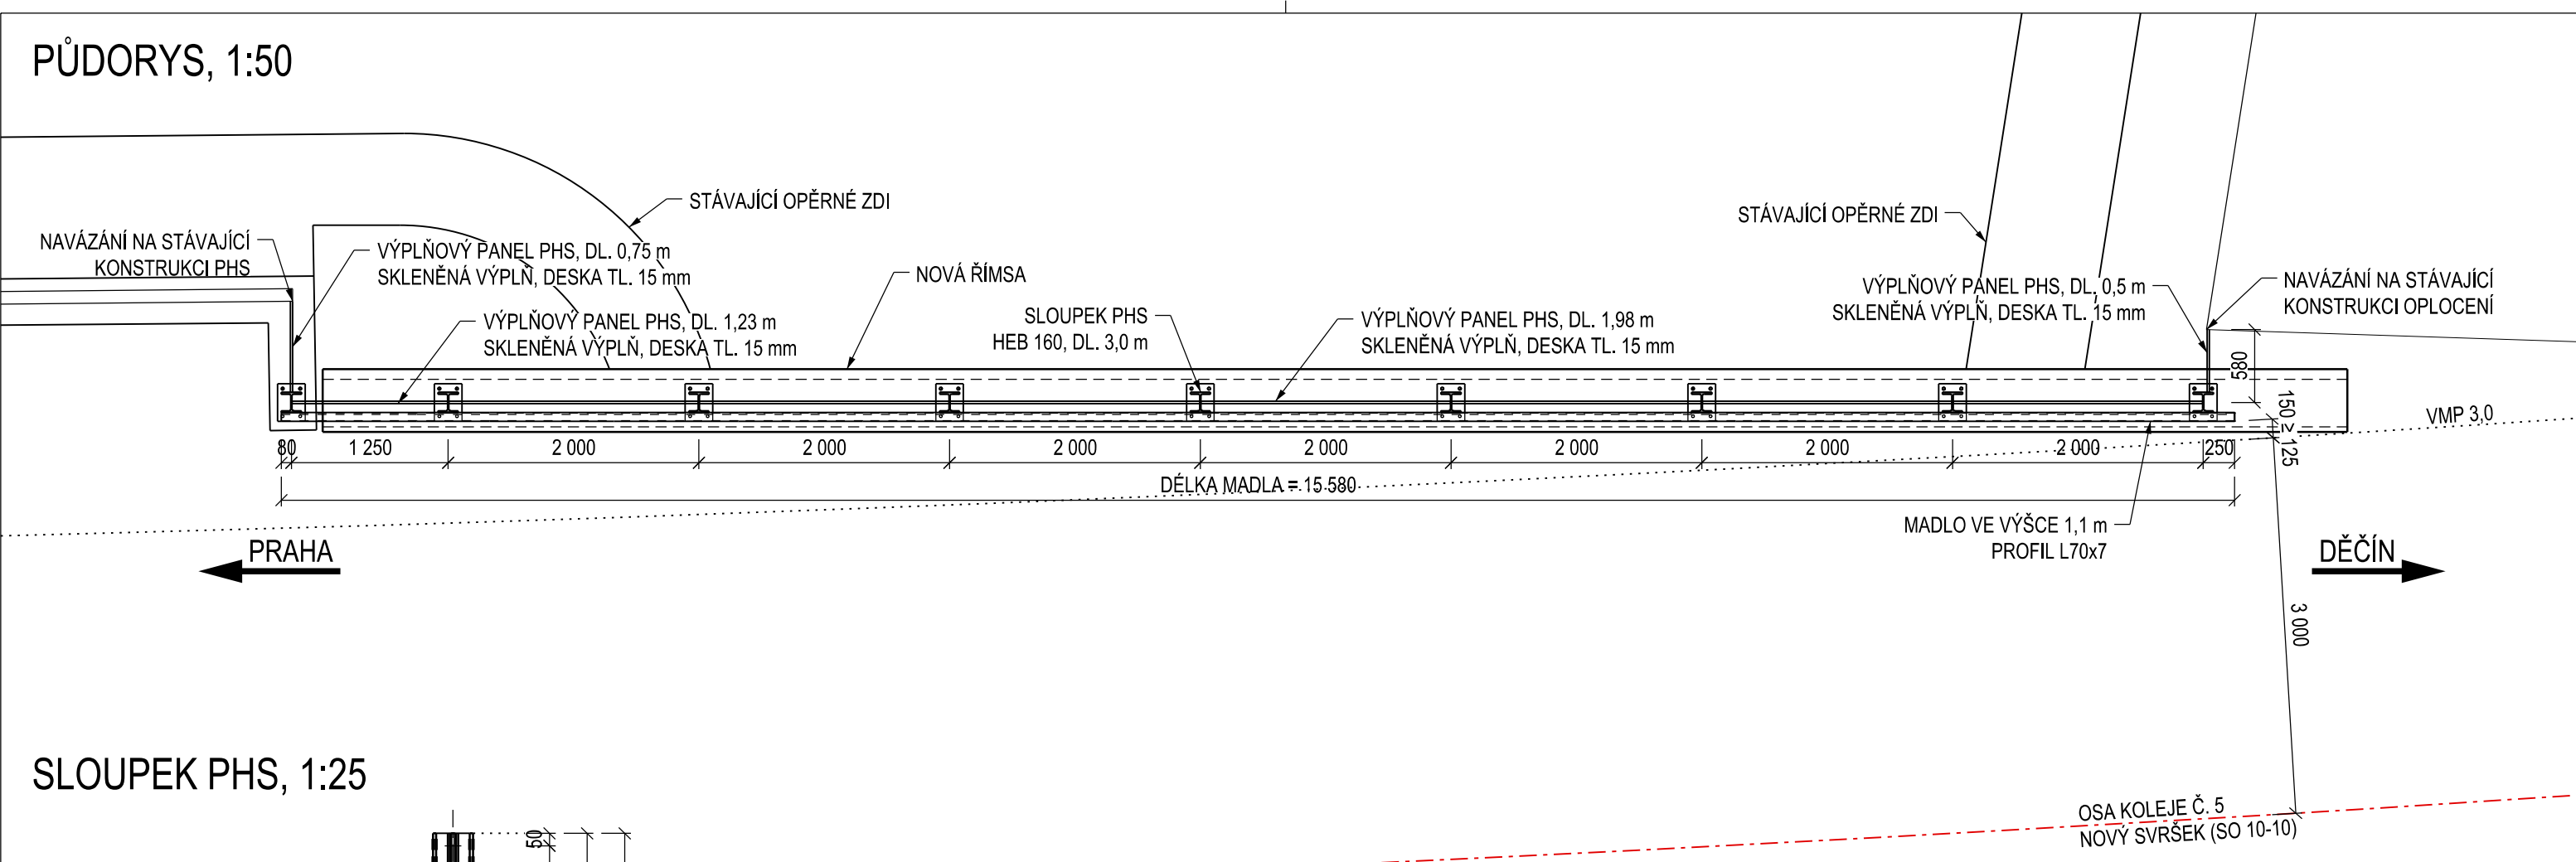 PŮDORYS, 1:50
STÁVAJÍCÍ OPĚRNÉ ZDI
STÁVAJÍCÍ OPĚRNÉ ZDI
NAVÁZÁNÍ NA STÁVAJÍCÍ
KONSTRUKCI PHS
VÝPLŇOVÝ PANEL PHS, DL. 0,75 m
SKLENĚNÁ VÝPLŇ, DESKA TL. 15 mm
NOVÁ ŘÍMSA
VÝPLŇOVÝ PANEL PHS, DL. 0,5 m
SKLENĚNÁ VÝPLŇ, DESKA TL. 15 mm
NAVÁZÁNÍ NA STÁVAJÍCÍ
KONSTRUKCI OPLOCENÍ
VÝPLŇOVÝ PANEL PHS, DL. 1,23 m
SKLENĚNÁ VÝPLŇ, DESKA TL. 15 mm
SLOUPEK PHS
HEB 160, DL. 3,0 m
VÝPLŇOVÝ PANEL PHS, DL. 1,98 m
SKLENĚNÁ VÝPLŇ, DESKA TL. 15 mm
580
150 ≥ 125
VMP 3,0
80 1 250 2 000 2 000 2 000 2 000 2 000 2 000 2 000 250
DÉLKA MADLA = 15 580
MADLO VE VÝŠCE 1,1 m
PROFIL L70x7
PRAHA
DĚČÍN
3 000
SLOUPEK PHS, 1:25
50
OSA KOLEJE Č. 5
NOVÝ SVRŠEK (SO 10-10)